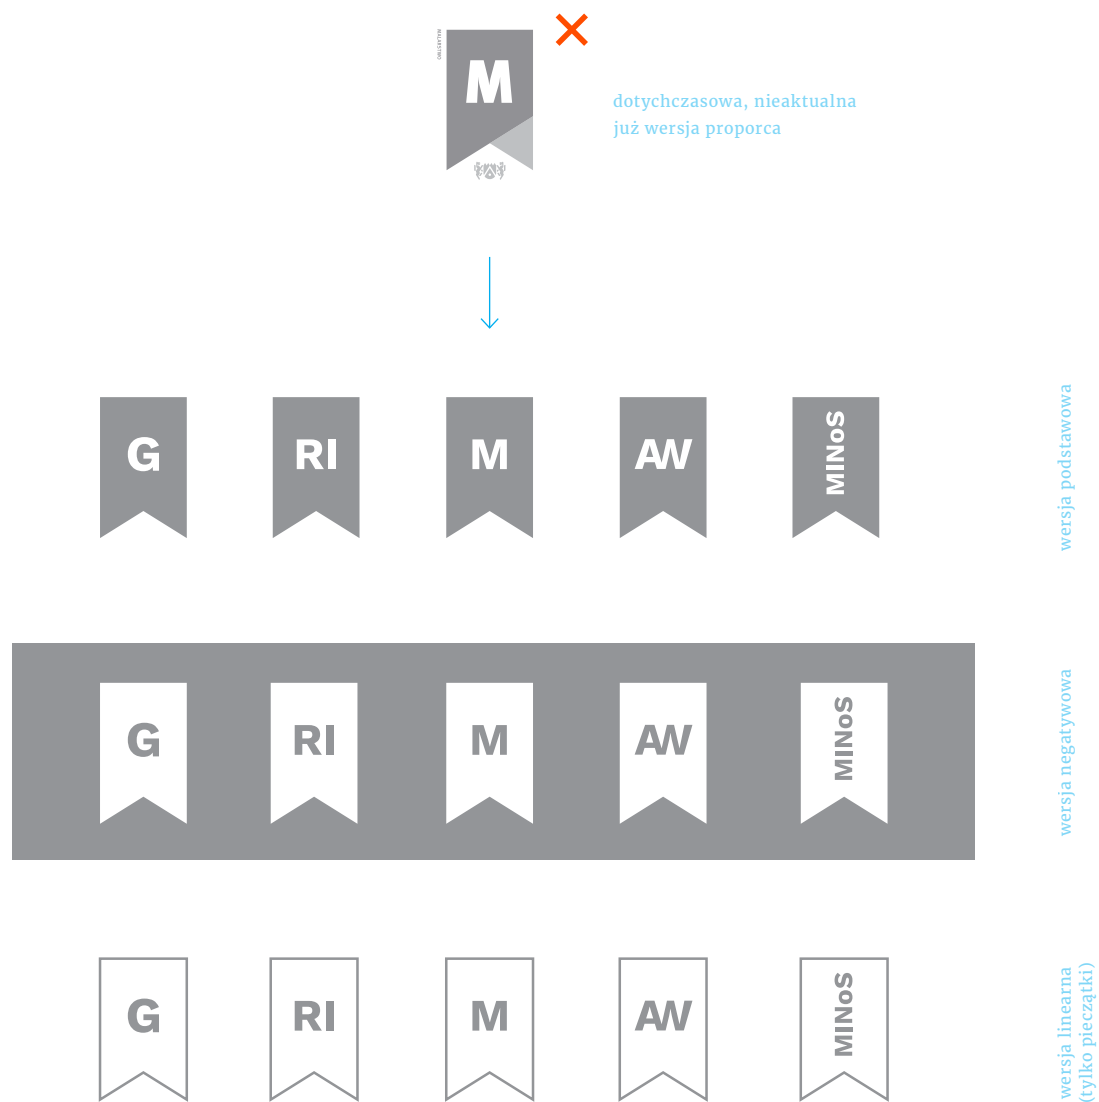 MALARSTWO
M
dotychczasowa, nieaktualna
już wersja proporca
G
RI
M
AW
MINoS
wersja podstawowa
G
RI
M
AW
MINoS
wersja negatywowa
G
RI
M
AW
MINoS
wersja linearna
(tylko pieczątki)